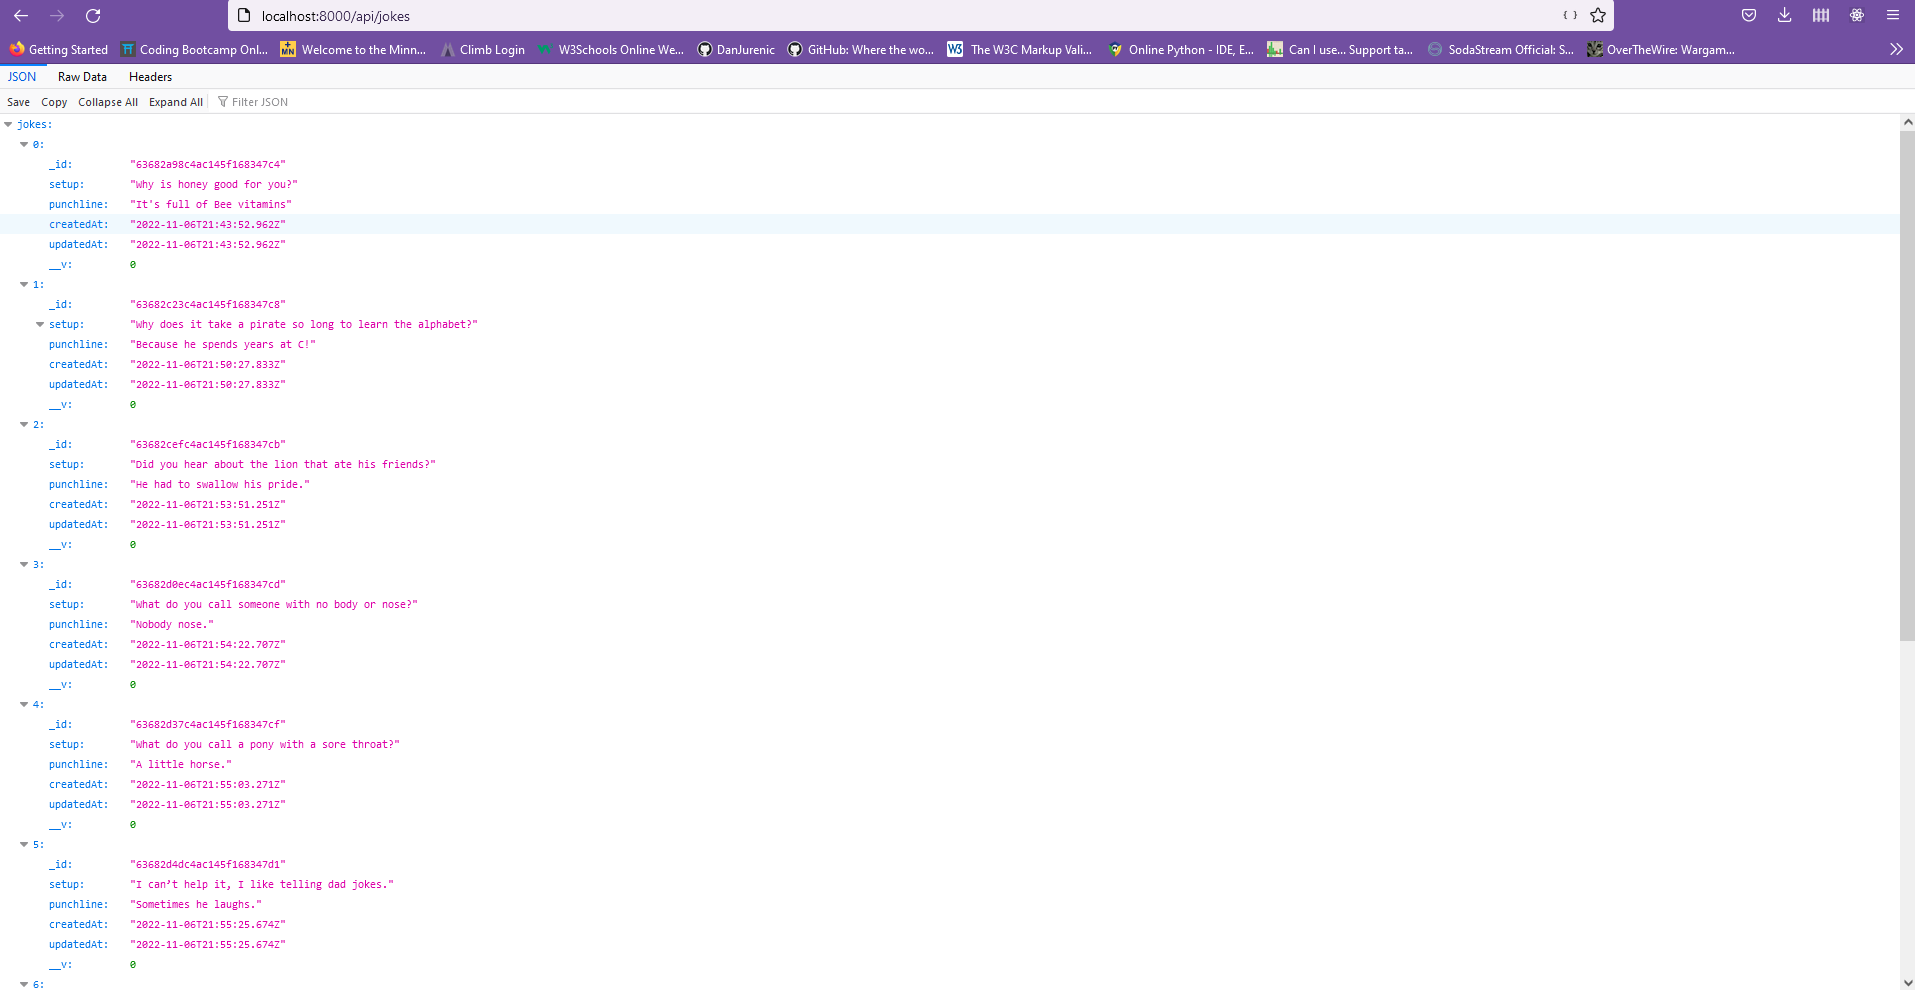 localhost:8000/api/jokes { }
Getting Started Coding Bootcamp Onl... Welcome to the Minn... Climb Login W3Schools Online We... DanJurenic GitHub: Where the wo... The W3C Markup Vali... Online Python - IDE, E... Can I use... Support ta... SodaStream Official: S... OverTheWire: Wargam...
JSON Raw Data Headers
Save Copy Collapse All Expand All Filter JSON
jokes:
0:
_id: "63682a98c4ac145f168347c4"
setup: "Why is honey good for you?"
punchline: "It's full of Bee vitamins"
createdAt: "2022-11-06T21:43:52.962Z"
updatedAt: "2022-11-06T21:43:52.962Z"
__v: 0
1:
_id: "63682c23c4ac145f168347c8"
setup: "Why does it take a pirate so long to learn the alphabet?"
punchline: "Because he spends years at C!"
createdAt: "2022-11-06T21:50:27.833Z"
updatedAt: "2022-11-06T21:50:27.833Z"
__v: 0
2:
_id: "63682cefc4ac145f168347cb"
setup: "Did you hear about the lion that ate his friends?"
punchline: "He had to swallow his pride."
createdAt: "2022-11-06T21:53:51.251Z"
updatedAt: "2022-11-06T21:53:51.251Z"
__v: 0
3:
_id: "63682d0ec4ac145f168347cd"
setup: "What do you call someone with no body or nose?"
punchline: "Nobody nose."
createdAt: "2022-11-06T21:54:22.707Z"
updatedAt: "2022-11-06T21:54:22.707Z"
__v: 0
4:
_id: "63682d37c4ac145f168347cf"
setup: "What do you call a pony with a sore throat?"
punchline: "A little horse."
createdAt: "2022-11-06T21:55:03.271Z"
updatedAt: "2022-11-06T21:55:03.271Z"
__v: 0
5:
_id: "63682d4dc4ac145f168347d1"
setup: "I can’t help it, I like telling dad jokes."
punchline: "Sometimes he laughs."
createdAt: "2022-11-06T21:55:25.674Z"
updatedAt: "2022-11-06T21:55:25.674Z"
__v: 0
6: